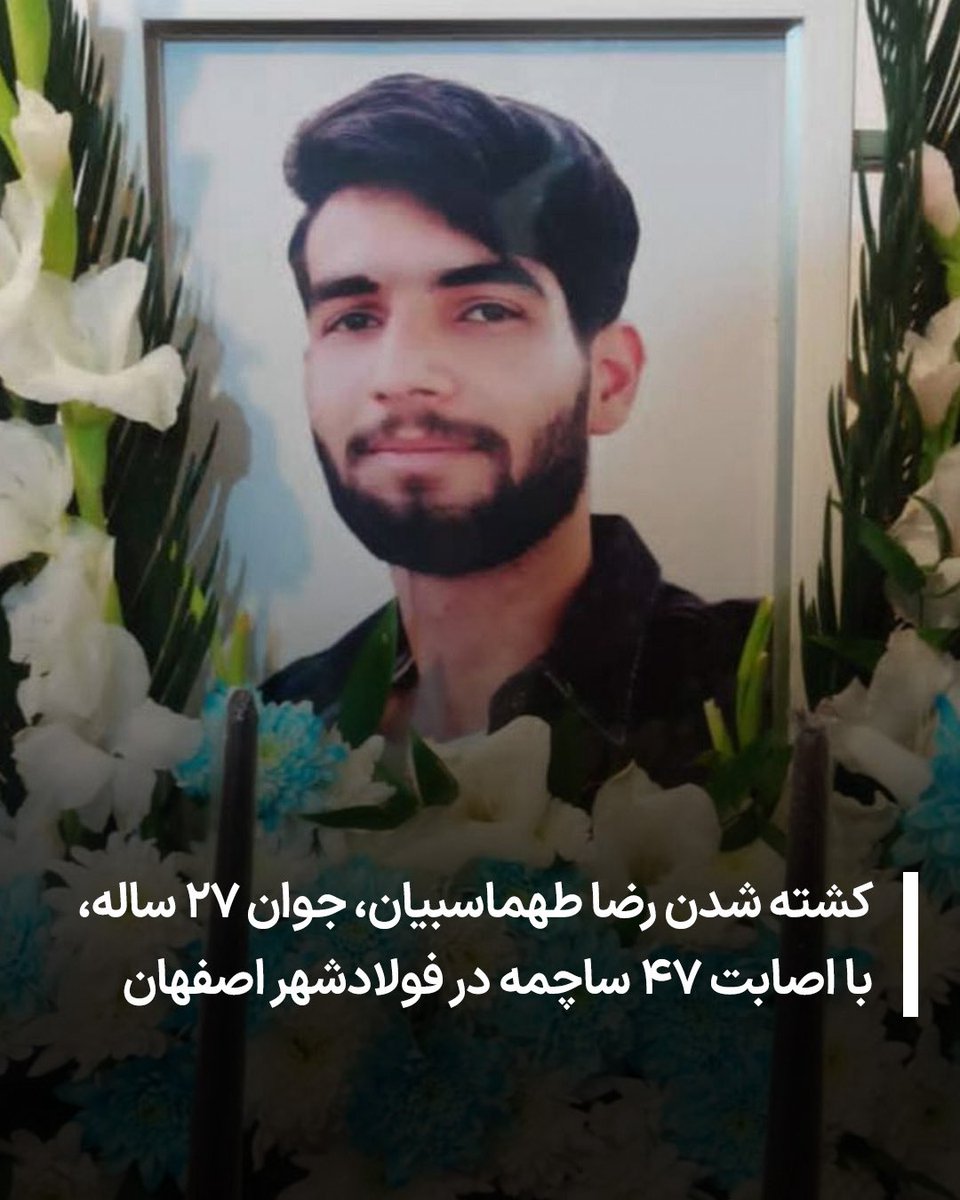 کشته شدن رضا طهماسبیان، جوان ۲۷ ساله،
با اصابت ۴۷ ساچمه در فولادشهر اصفهان